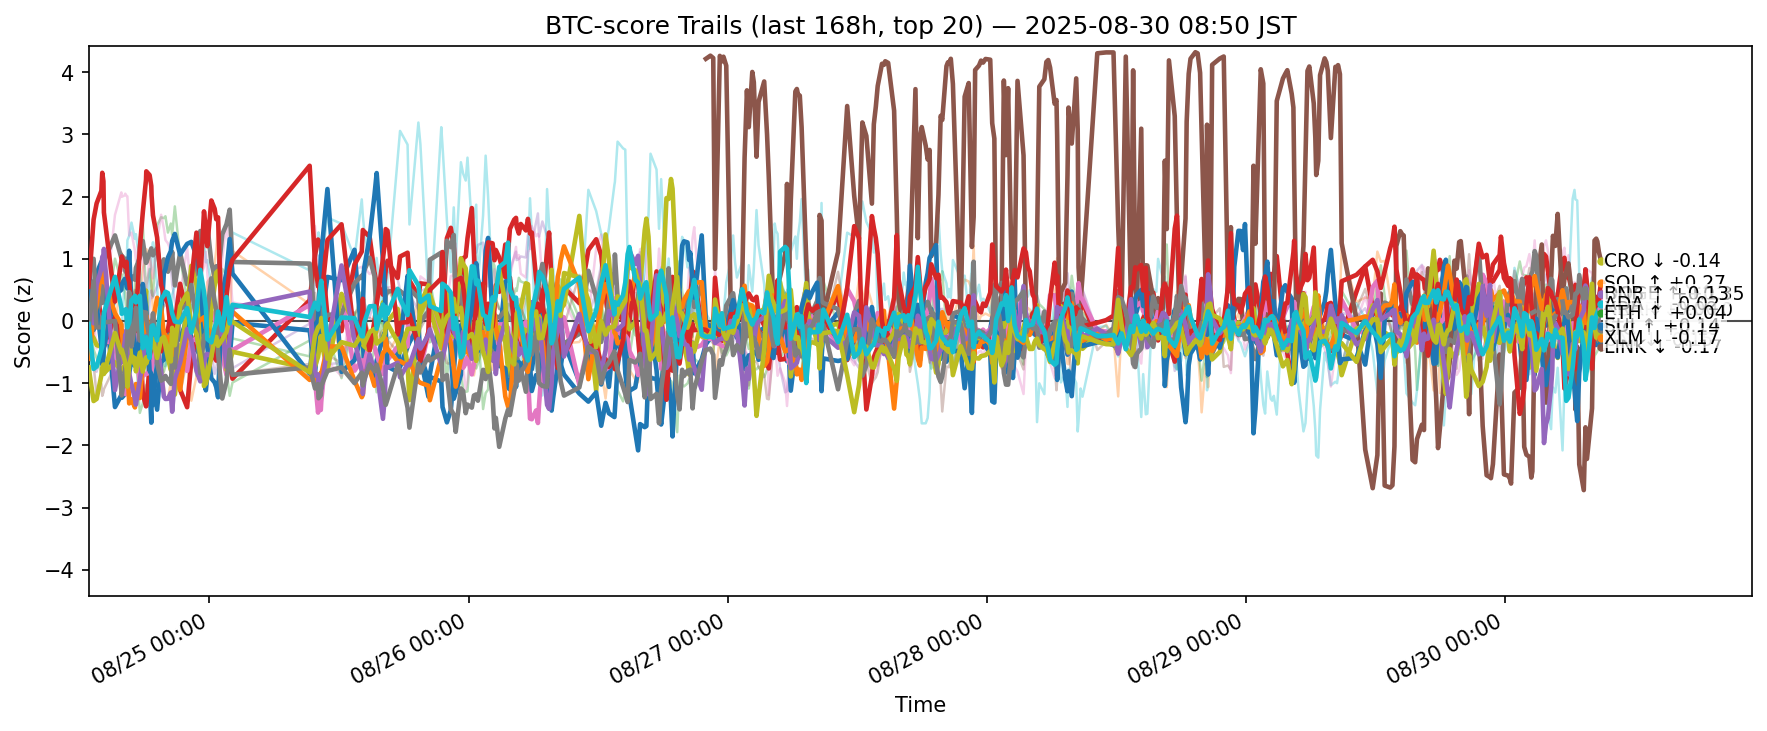 BTC-score Trails (last 168h, top 20) — 2025-08-30 08:50 JST
Score (z)
4
3
2
1
0
−1
−2
−3
−4
CRO ↓ -0.14
SOL ↑ +0.27
ETH ↑ +0.04
SUI ↑ +0.14
XLM ↓ -0.17
LINK ↓ -0.17
08/25 00:00
08/26 00:00
08/27 00:00
08/28 00:00
08/29 00:00
08/30 00:00
Time